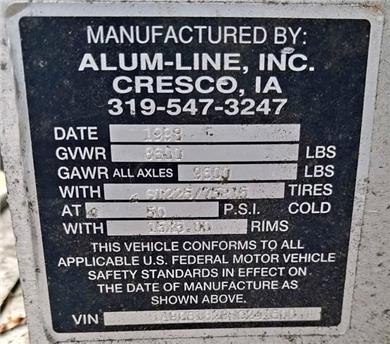 MANUFACTURED BY:
ALUM-LINE, INC.
CRESCO, IA
319-547-3247
DATE
GVWR LBS
GAWR ALL AXLES LBS
WITH TIRES
AT 50 P.S.I. COLD
WITH RIMS
THIS VEHICLE CONFORMS TO ALL
APPLICABLE U.S. FEDERAL MOTOR VEHICLE
SAFETY STANDARDS IN EFFECT ON
THE DATE OF MANUFACTURE AS
SHOWN ABOVE.
VIN